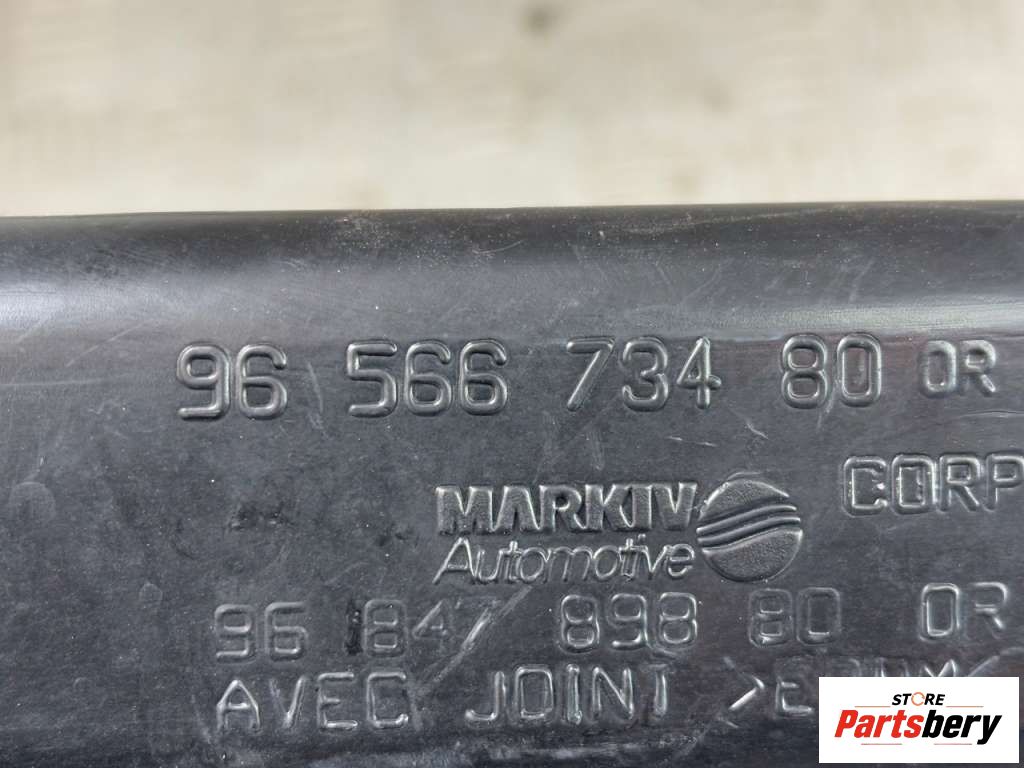 96 566 734 80 OR
MARKIV
CORP
Automotive
96 847 898 80 OR
AVEC JOINT
STORE
Partsbery